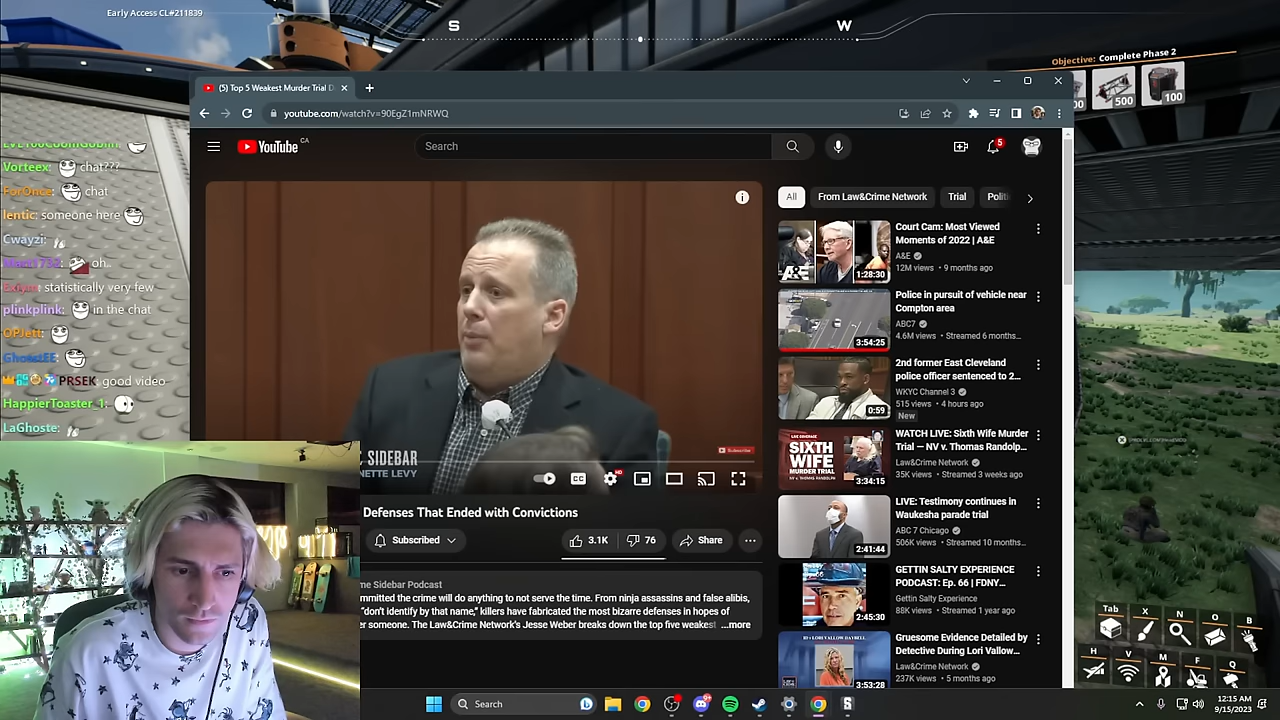 Early Access CL#211839
S
W
Objective: Complete Phase 2
500
100
(5) Top 5 Weakest Murder Trial D
youtube.com/watch?v=90EgZ1mNRWQ
YouTube CA
Search
5
Vorteex: chat???
ForOnce: chat
lentic: someone here
Cwayzi:
oh..
statistically very few
plinkplink: in the chat
OPJett:
GhostEE:
PRSEK good video
HappierToaster_1:
LaGhoste:
All
From Law&Crime Network
Trial
Politi
Court Cam: Most Viewed
Moments of 2022 | A&E
A&E
12M views • 9 months ago
1:28:30
Police in pursuit of vehicle near
Compton area
ABC7
4.6M views • Streamed 6 months...
3:54:25
2nd former East Cleveland
police officer sentenced to 2...
WKYC Channel 3
515 views • 4 hours ago
New
0:59
WATCH LIVE: Sixth Wife Murder
Trial — NV v. Thomas Randolp...
Law&Crime Network
35K views • Streamed 3 weeks ago
SIXTH
WIFE
MURDER TRIAL
3:34:15
LIVE: Testimony continues in
Waukesha parade trial
ABC 7 Chicago
506K views • Streamed 10 months...
2:41:44
GETTIN SALTY EXPERIENCE
PODCAST: Ep. 66 | FDNY...
Gettin Salty Experience
88K views • Streamed 1 year ago
2:45:30
Gruesome Evidence Detailed by
Detective During Lori Vallow...
Law&Crime Network
237K views • 5 months ago
3:53:28
SIDEBAR
NETTE LEVY
Subscribe
CC
HD
Defenses That Ended with Convictions
Subscribed
3.1K
76
Share
me Sidebar Podcast
mmitted the crime will do anything to not serve the time. From ninja assassins and false alibis,
"don't identify by that name," killers have fabricated the most bizarre defenses in hopes of
er someone. The Law&Crime Network's Jesse Weber breaks down the top five weakest ...more
Tab
X
N
O
B
H
V
M
F
Q
Search
12:15 AM
9/15/2023